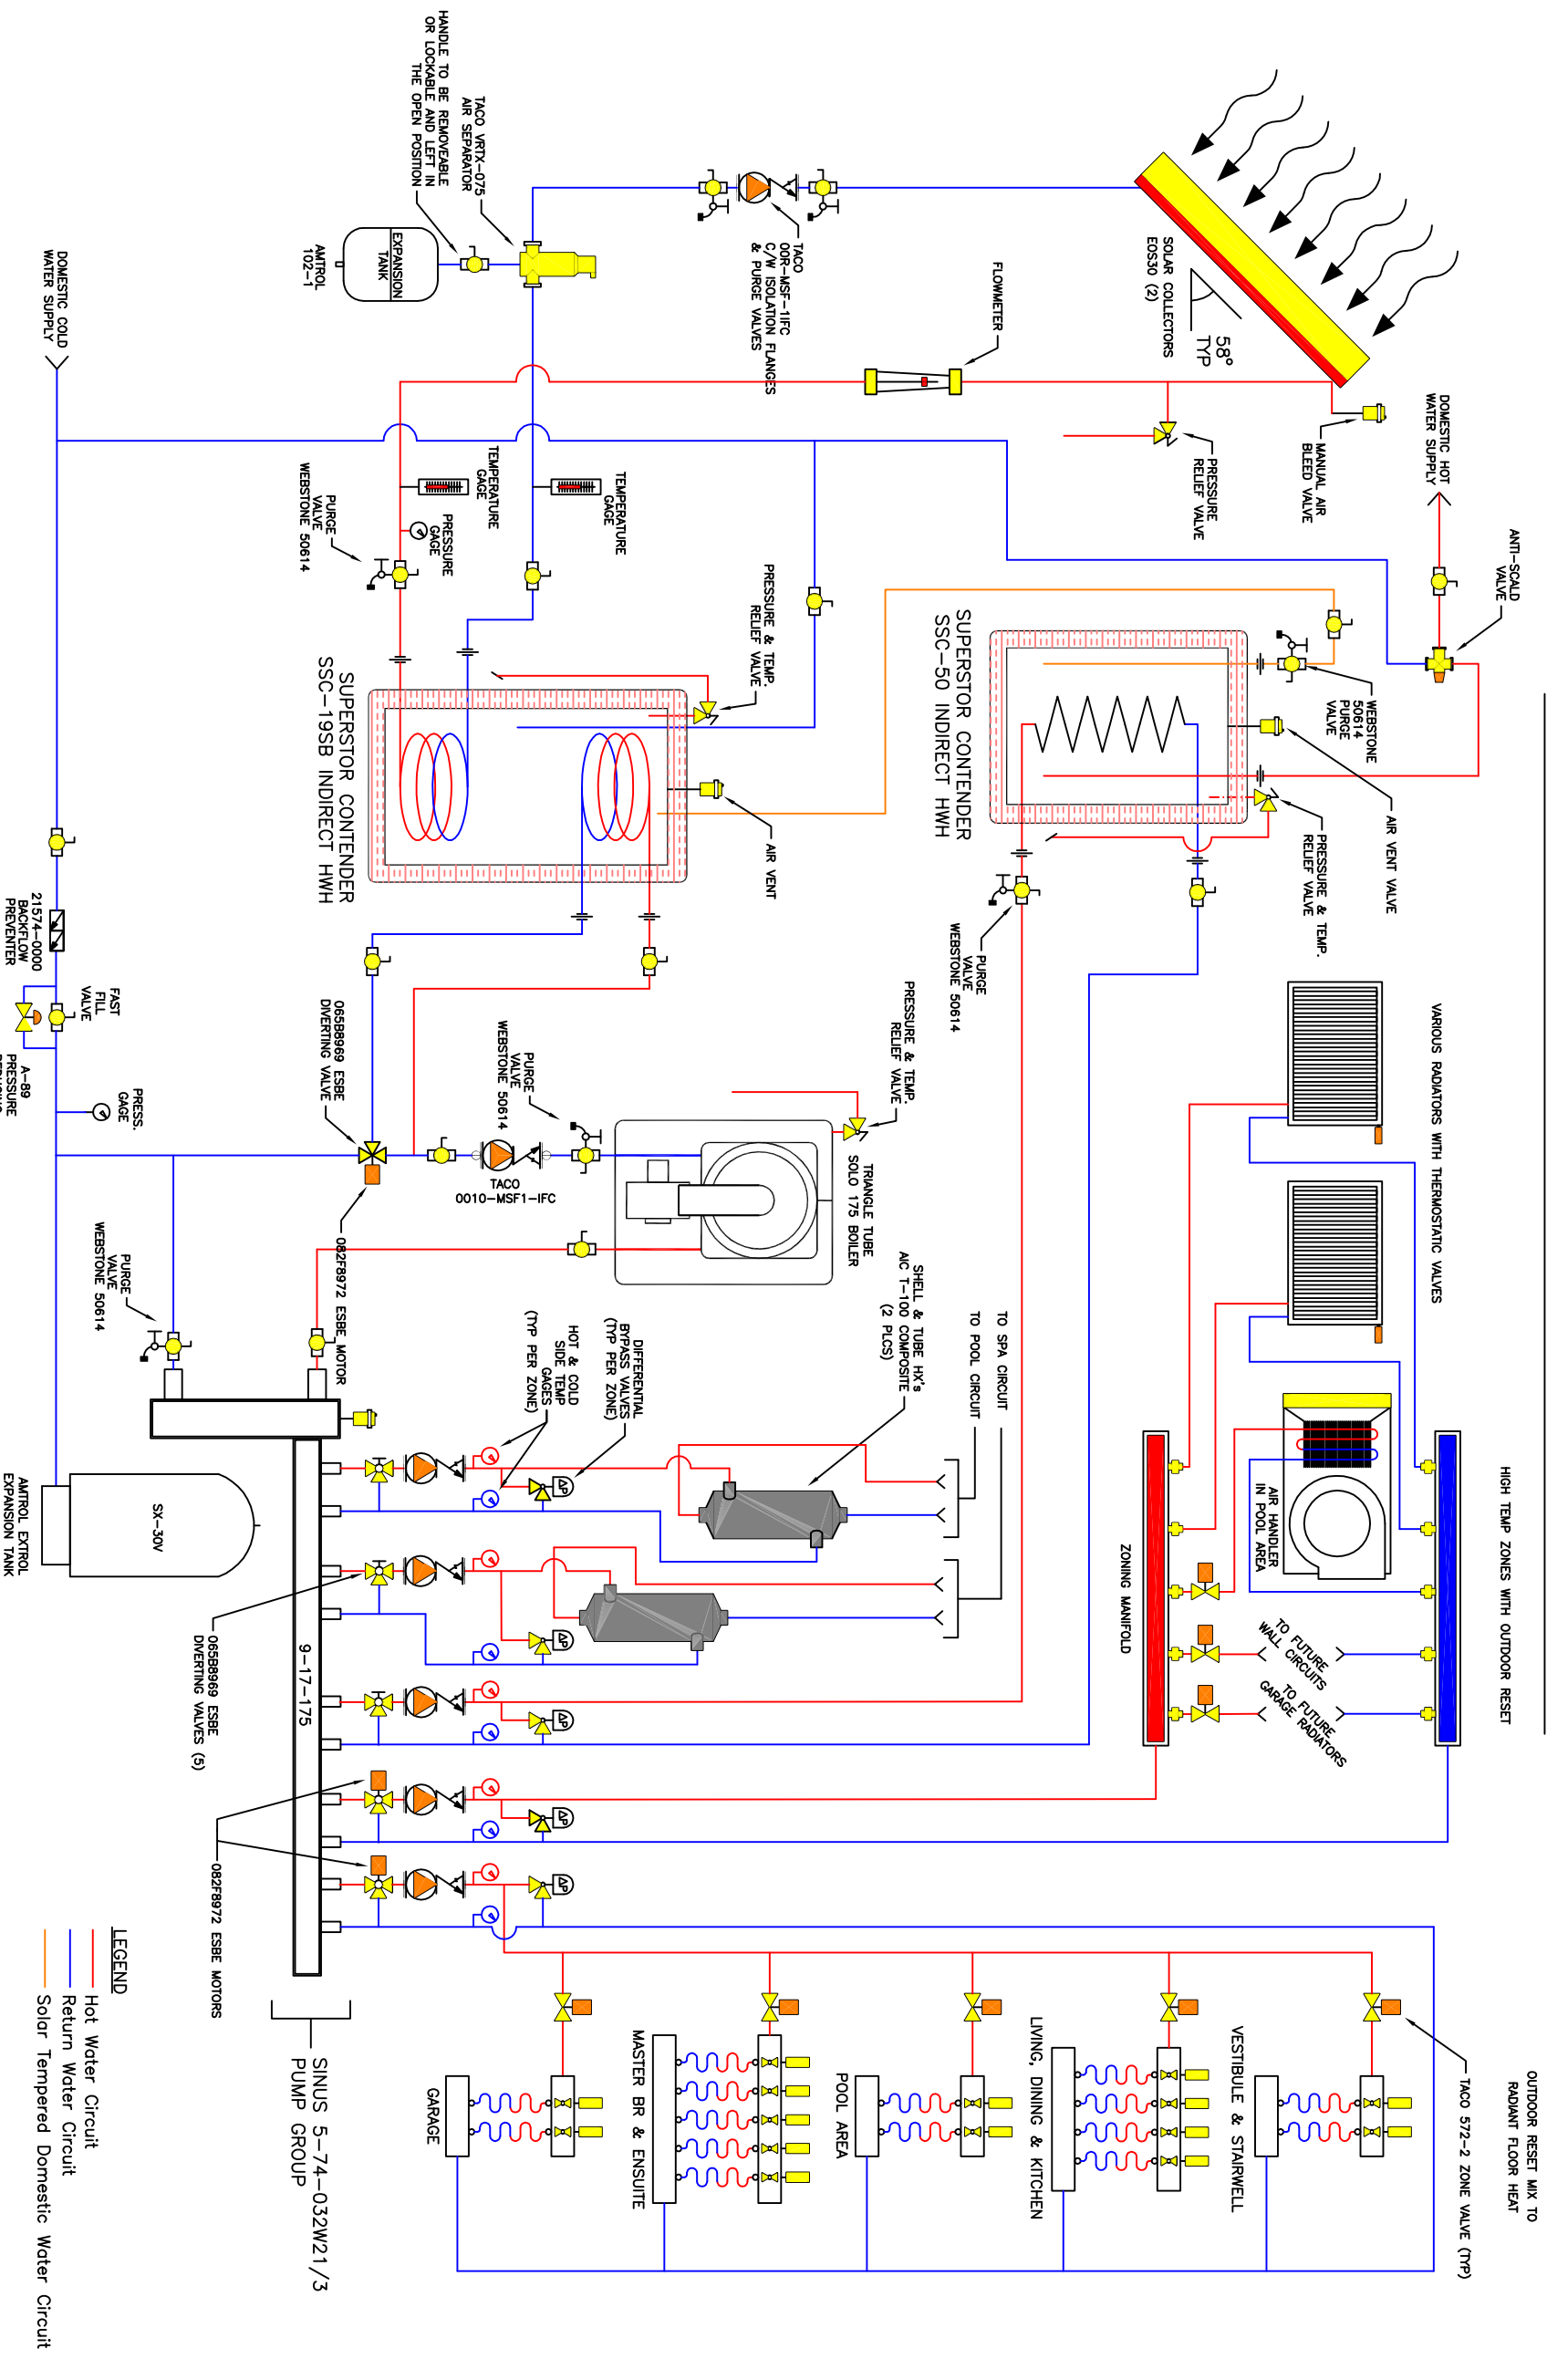 SOLAR COLLECTORS
EOS30 (2)
58°
TYP
MANUAL AIR
BLEED VALVE
PRESSURE
RELIEF VALVE
FLOWMETER
TACO
00R-MSF-1IFC
C/W ISOLATION FLANGES
& PURGE VALVES
TACO VRTX-075
AIR SEPARATOR
HANDLE TO BE REMOVEABLE
OR LOCKABLE AND LEFT IN
THE OPEN POSITION
EXPANSION
TANK
AMTROL
102-1
DOMESTIC COLD
WATER SUPPLY
DOMESTIC HOT
WATER SUPPLY
ANTI-SCALD
VALVE
WEBSTONE
50614
PURGE
VALVE
AIR VENT VALVE
PRESSURE & TEMP.
RELIEF VALVE
SUPERSTOR CONTENDER
SSC-50 INDIRECT HWH
PURGE
VALVE
WEBSTONE 50614
TEMPERATURE
GAGE
TEMPERATURE
GAGE
PRESSURE
GAGE
PURGE
VALVE
WEBSTONE 50614
PRESSURE & TEMP.
RELIEF VALVE
AIR VENT
SUPERSTOR CONTENDER
SSC-19SB INDIRECT HWH
21574-0000
BACKFLOW
PREVENTER
FAST
FILL
VALVE
A-89
PRESSURE
PRESS.
GAGE
065B8969 ESBE
DIVERTING VALVE
082F8972 ESBE MOTOR
PURGE
VALVE
WEBSTONE 50614
TACO
0010-MSF1-IFC
PRESSURE & TEMP.
RELIEF VALVE
TRIANGLE TUBE
SOLO 175 BOILER
PURGE
VALVE
WEBSTONE 50614
VARIOUS RADIATORS WITH THERMOSTATIC VALVES
HIGH TEMP ZONES WITH OUTDOOR RESET
AIR HANDLER
IN POOL AREA
ZONING MANIFOLD
TO FUTURE
WALL CIRCUITS
TO FUTURE
GARAGE RADIATORS
TO SPA CIRCUIT
TO POOL CIRCUIT
SHELL & TUBE HX's
AIC T-100 COMPOSITE
(2 PLCS)
DIFFERENTIAL
BYPASS VALVES
(TYP PER ZONE)
HOT & COLD
SIDE TEMP
GAGES
(TYP PER ZONE)
ΔP
ΔP
ΔP
ΔP
ΔP
AMTROL EXTROL
EXPANSION TANK
SX-30V
9-17-175
065B8969 ESBE
DIVERTING VALVES (5)
082F8972 ESBE MOTORS
SINUS 5-74-032W21/3
PUMP GROUP
OUTDOOR RESET MIX TO
RADIANT FLOOR HEAT
TACO 572-2 ZONE VALVE (TYP)
VESTIBULE & STAIRWELL
LIVING, DINING & KITCHEN
POOL AREA
MASTER BR & ENSUITE
GARAGE
LEGEND
Hot Water Circuit
Return Water Circuit
Solar Tempered Domestic Water Circuit